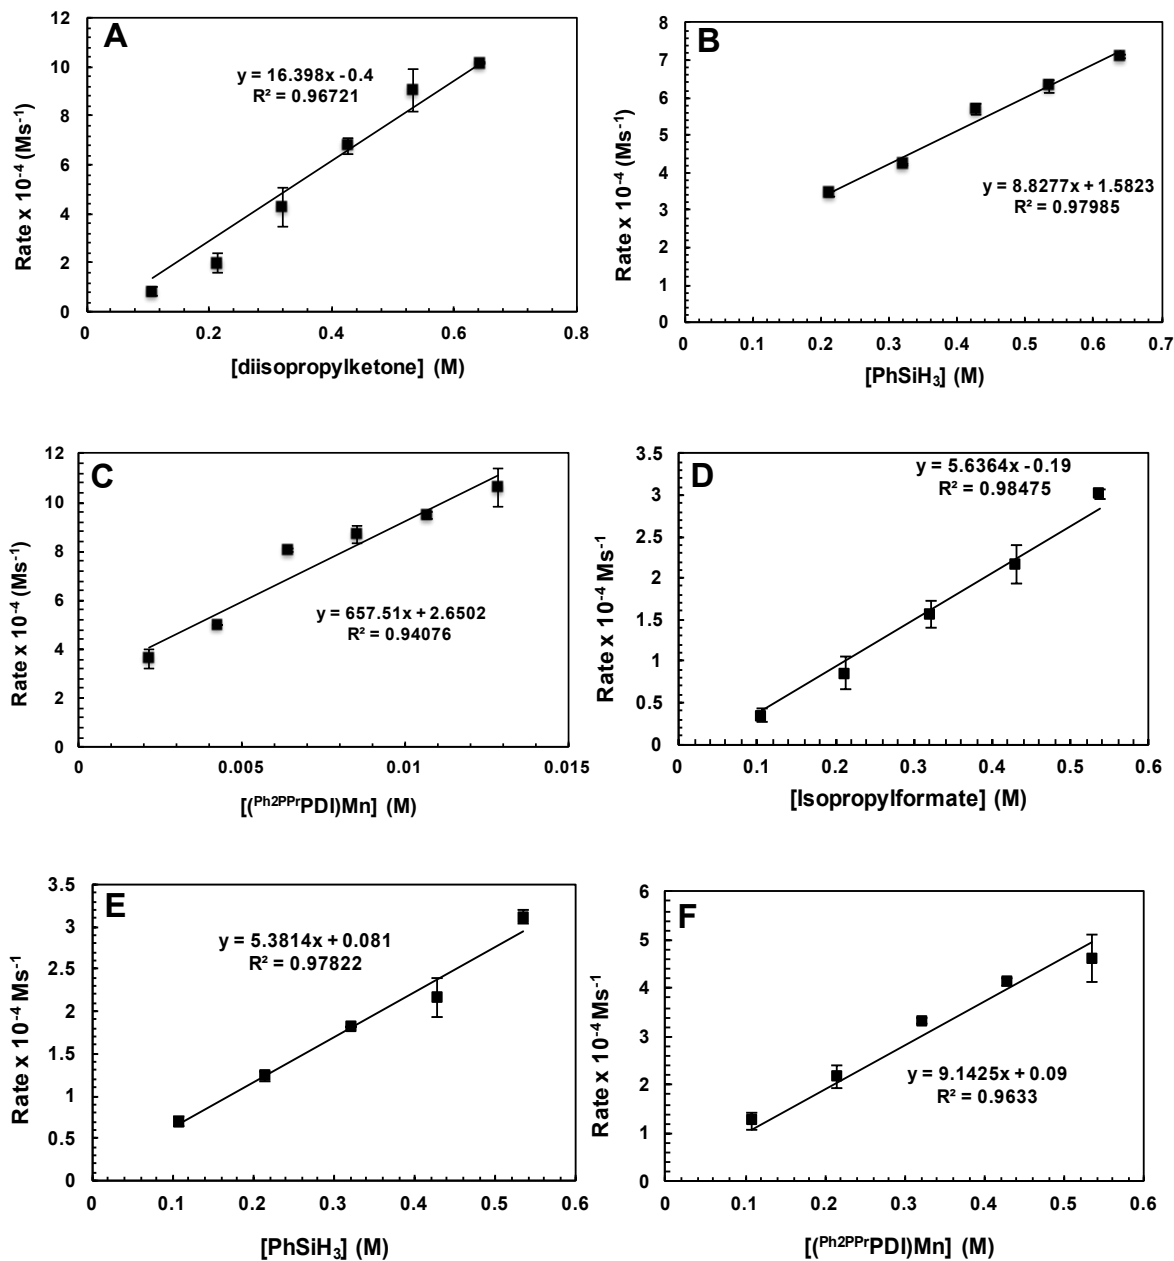 A
y = 16.398x - 0.4
R² = 0.96721
Rate x 10⁻⁴ (Ms⁻¹)
12
10
8
6
4
2
0
0 0.2 0.4 0.6 0.8
[diisopropylketone] (M)
B
y = 8.8277x + 1.5823
R² = 0.97985
Rate x 10⁻⁴ (Ms⁻¹)
8
7
6
5
4
3
2
1
0
0 0.1 0.2 0.3 0.4 0.5 0.6 0.7
[PhSiH₃] (M)
C
y = 657.51x + 2.6502
R² = 0.94076
Rate x 10⁻⁴ (Ms⁻¹)
12
10
8
6
4
2
0
0 0.005 0.01 0.015
[(ᴾʰ²ᴾᴾʳPDI)Mn] (M)
D
y = 5.6364x - 0.19
R² = 0.98475
Rate x 10⁻⁴ Ms⁻¹
3.5
3
2.5
2
1.5
1
0.5
0
0 0.1 0.2 0.3 0.4 0.5 0.6
[Isopropylformate] (M)
E
y = 5.3814x + 0.081
R² = 0.97822
Rate x 10⁻⁴ Ms⁻¹
3.5
3
2.5
2
1.5
1
0.5
0
0 0.1 0.2 0.3 0.4 0.5 0.6
[PhSiH₃] (M)
F
y = 9.1425x + 0.09
R² = 0.9633
Rate x 10⁻⁴ Ms⁻¹
6
5
4
3
2
1
0
0 0.1 0.2 0.3 0.4 0.5 0.6
[(ᴾʰ²ᴾᴾʳPDI)Mn] (M)